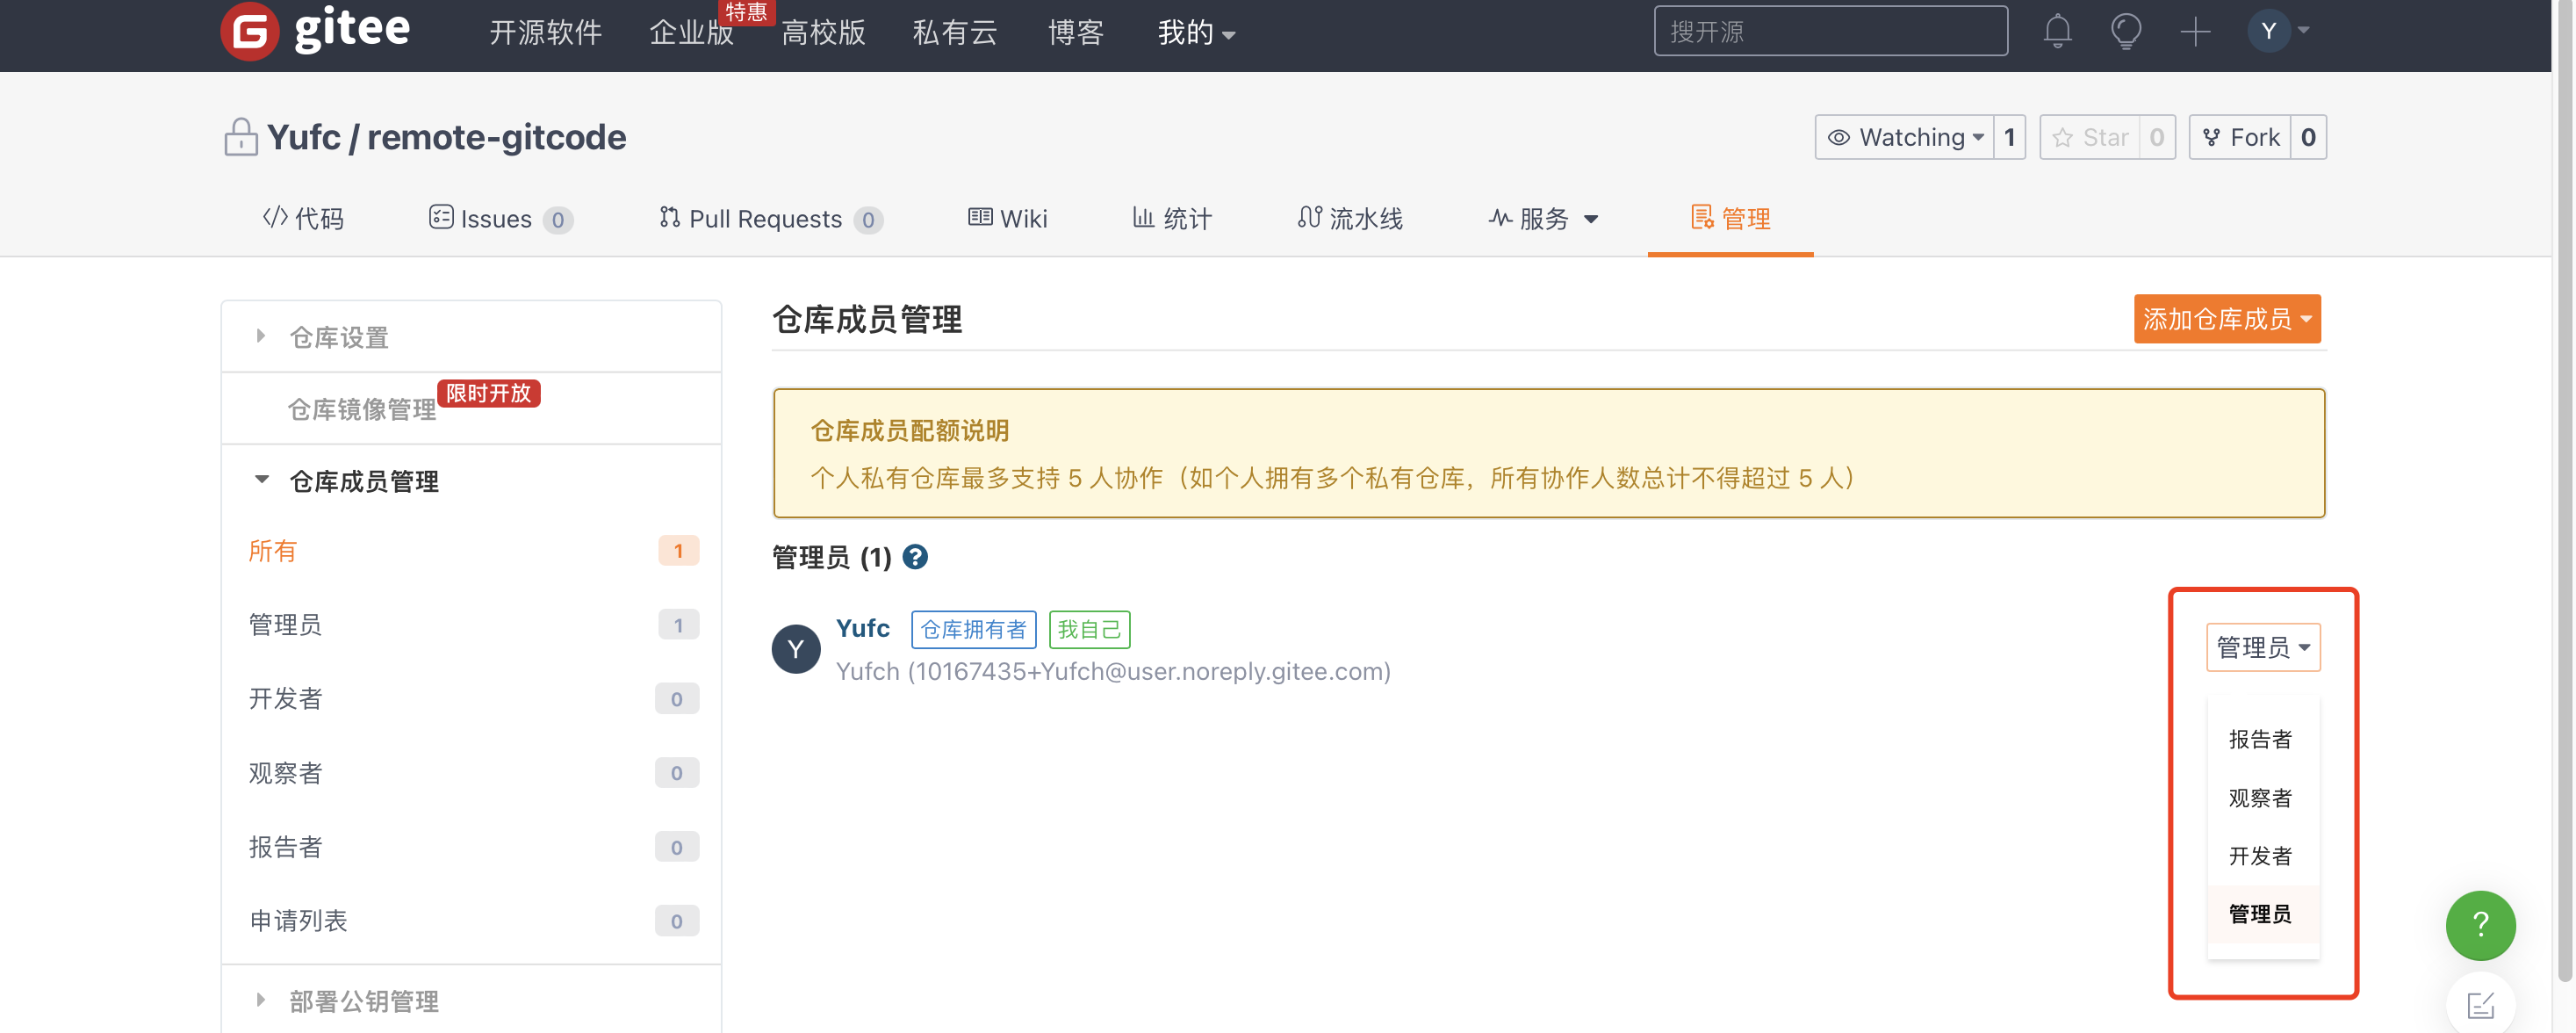 gitee 开源软件 企业版 特惠 高校版 私有云 博客 我的 搜开源 Y
Yufc / remote-gitcode Watching 1 Star 0 Fork 0
代码 Issues 0 Pull Requests 0 Wiki 统计 流水线 服务 管理
仓库设置
仓库镜像管理 限时开放
仓库成员管理
所有 1
管理员 1
开发者 0
观察者 0
报告者 0
申请列表 0
部署公钥管理
仓库成员管理 添加仓库成员
仓库成员配额说明
个人私有仓库最多支持 5 人协作（如个人拥有多个私有仓库，所有协作人数总计不得超过 5 人）
管理员 (1) ?
Y Yufc 仓库拥有者 我自己
Yufch (10167435+Yufch@user.noreply.gitee.com)
管理员
报告者
观察者
开发者
管理员
?